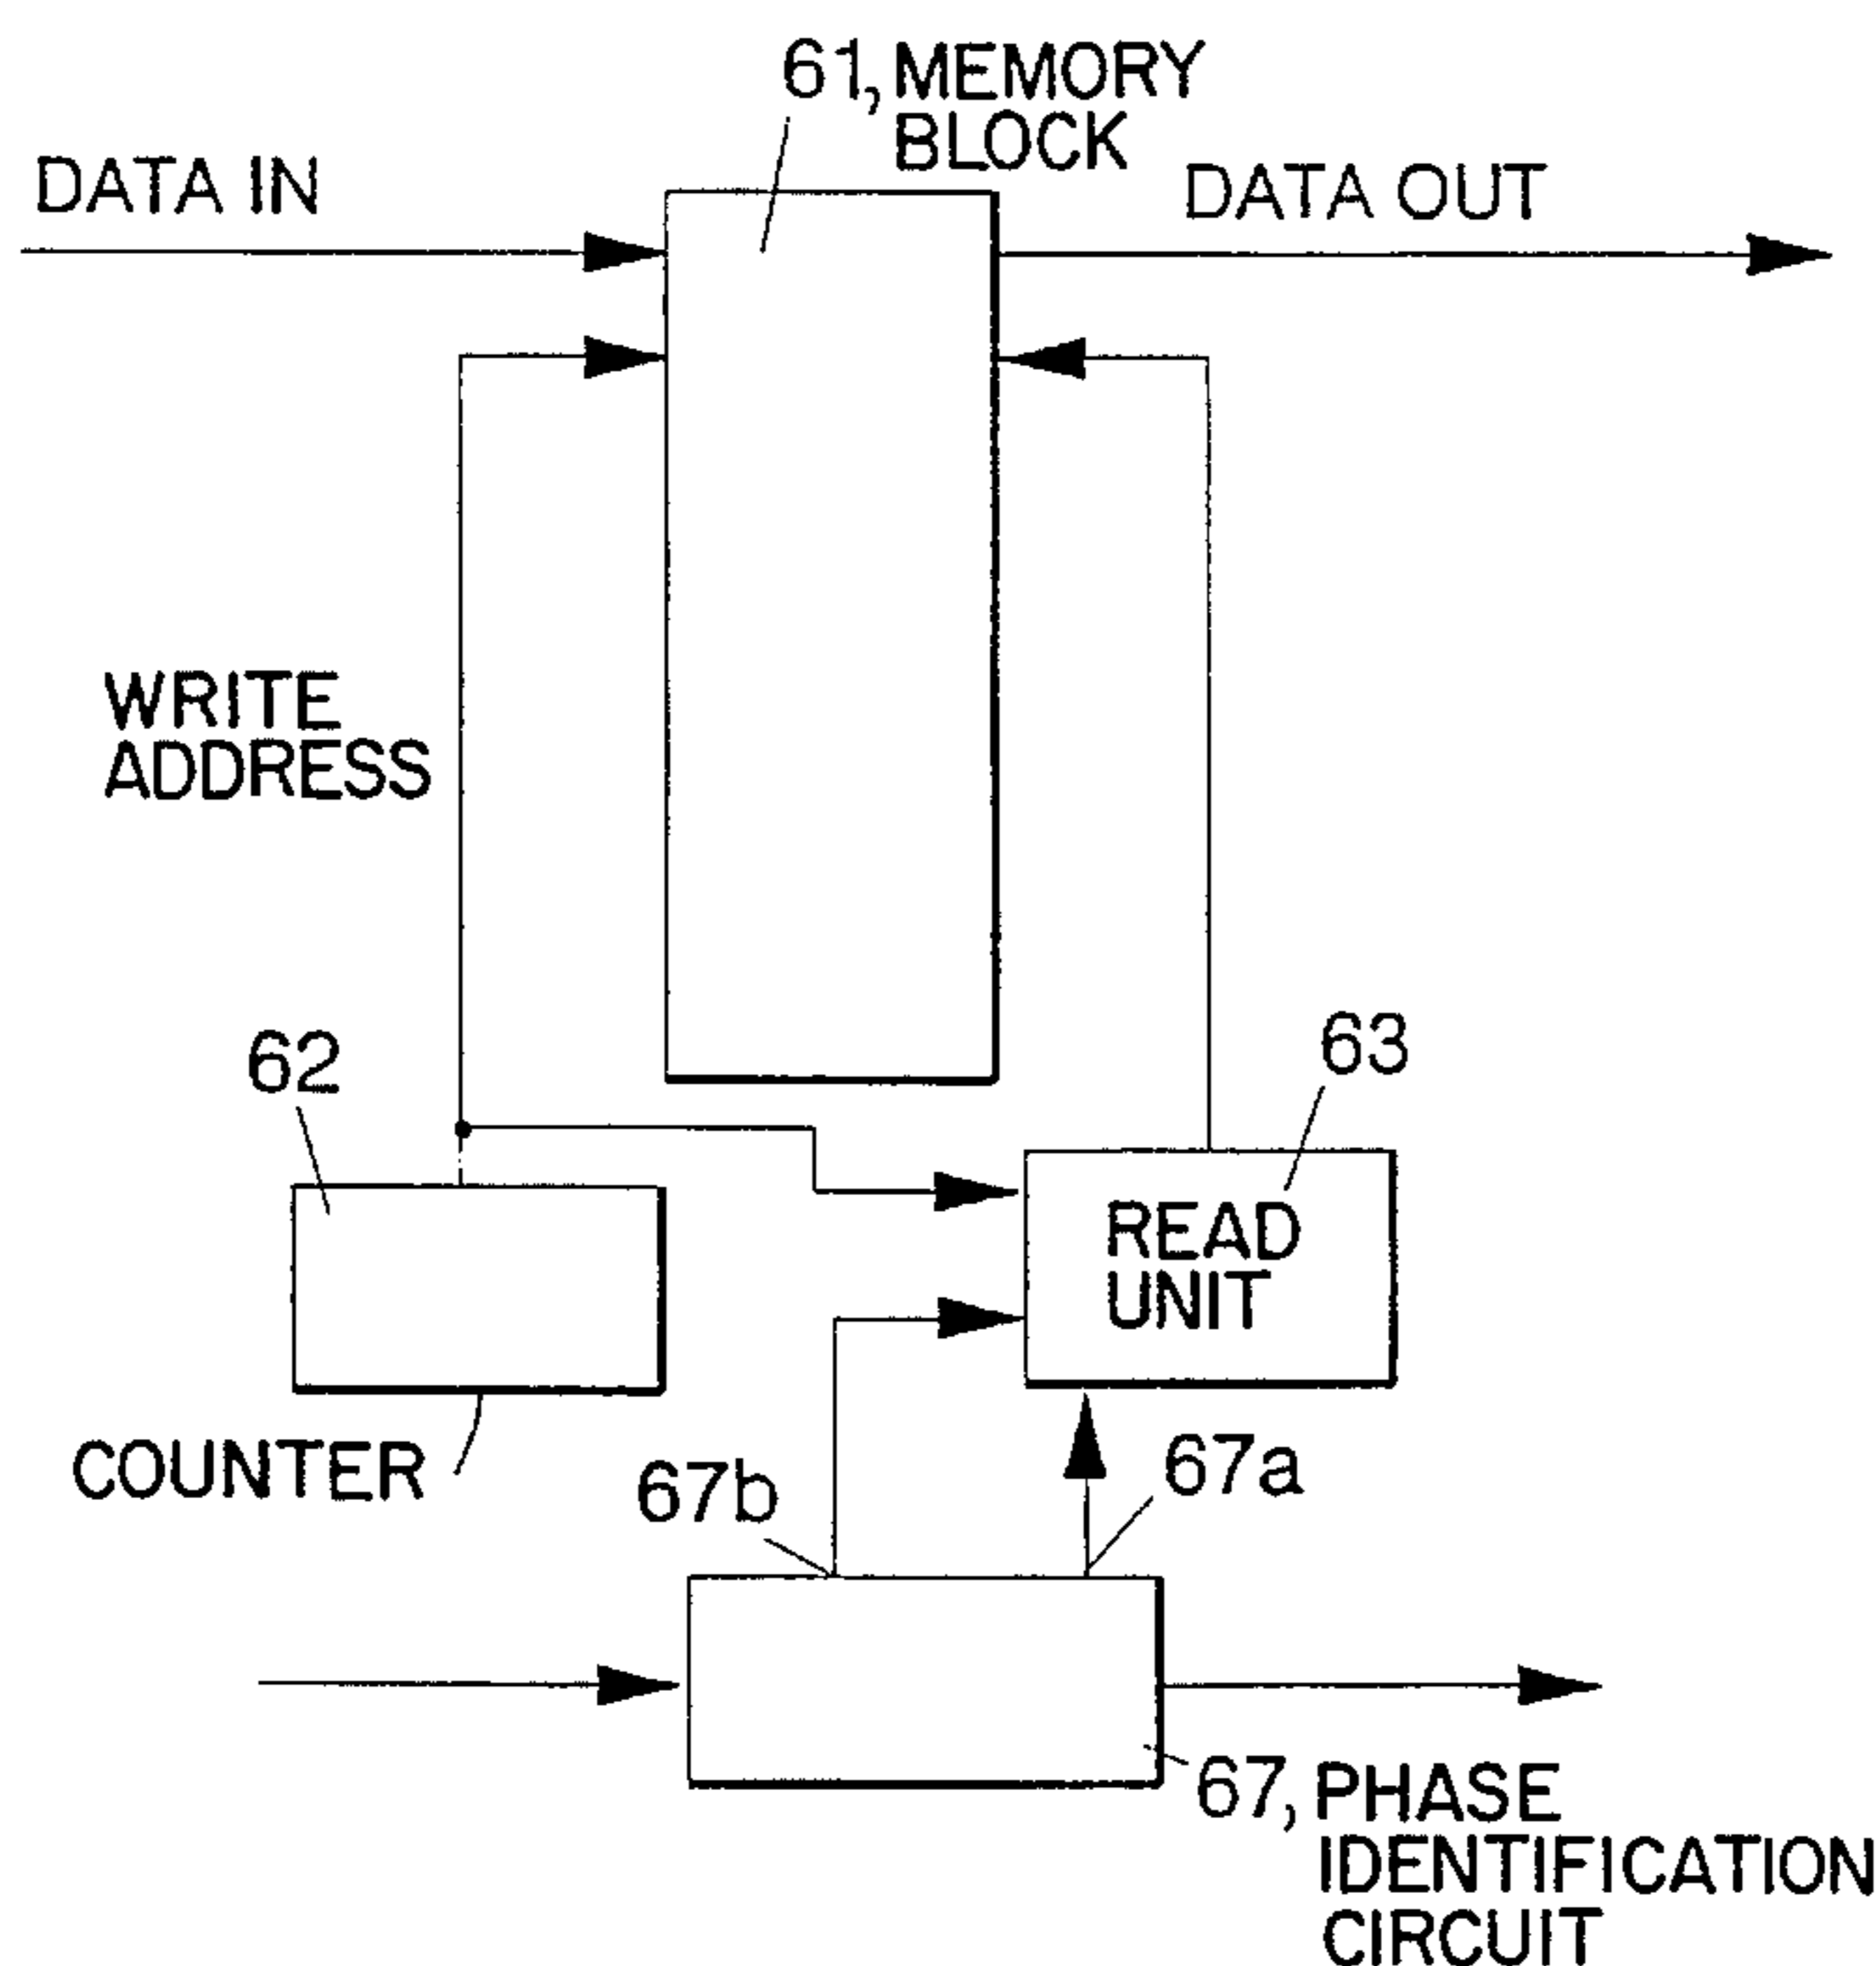 61, MEMORY
BLOCK
DATA IN
DATA OUT
WRITE
ADDRESS
62
63
READ
UNIT
COUNTER
67b
67a
67, PHASE
IDENTIFICATION
CIRCUIT